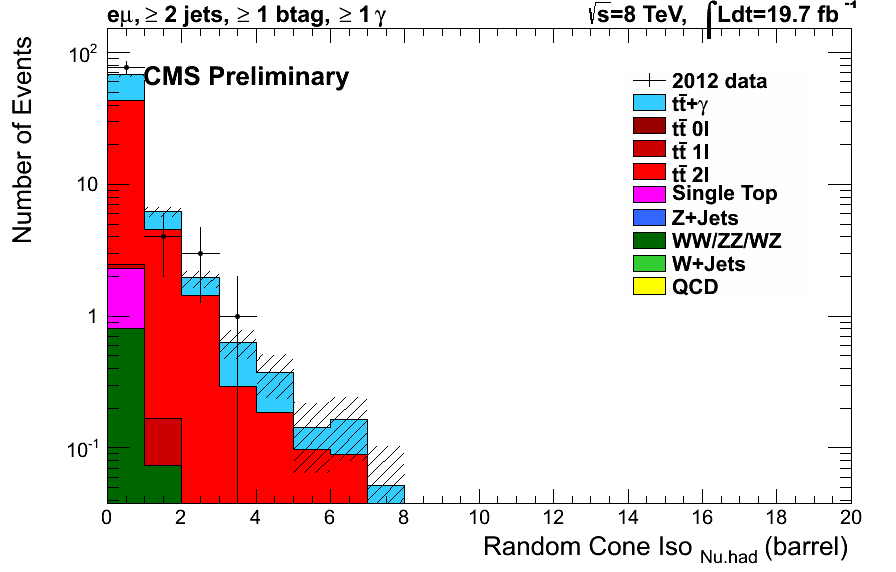 eμ, ≥ 2 jets, ≥ 1 btag, ≥ 1 γ √s=8 TeV, ∫Ldt=19.7 fb⁻¹
CMS Preliminary
2012 data
tt̄+γ
tt̄ 0l
tt̄ 1l
tt̄ 2l
Single Top
Z+Jets
WW/ZZ/WZ
W+Jets
QCD
Number of Events
10²
10
1
10⁻¹
0 2 4 6 8 10 12 14 16 18 20
Random Cone Iso Nu.had (barrel)